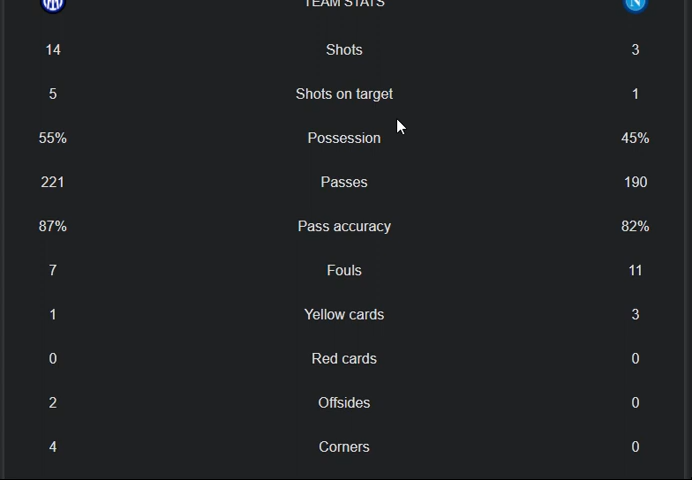 TEAM STATS
14 Shots 3
5 Shots on target 1
55% Possession 45%
221 Passes 190
87% Pass accuracy 82%
7 Fouls 11
1 Yellow cards 3
0 Red cards 0
2 Offsides 0
4 Corners 0